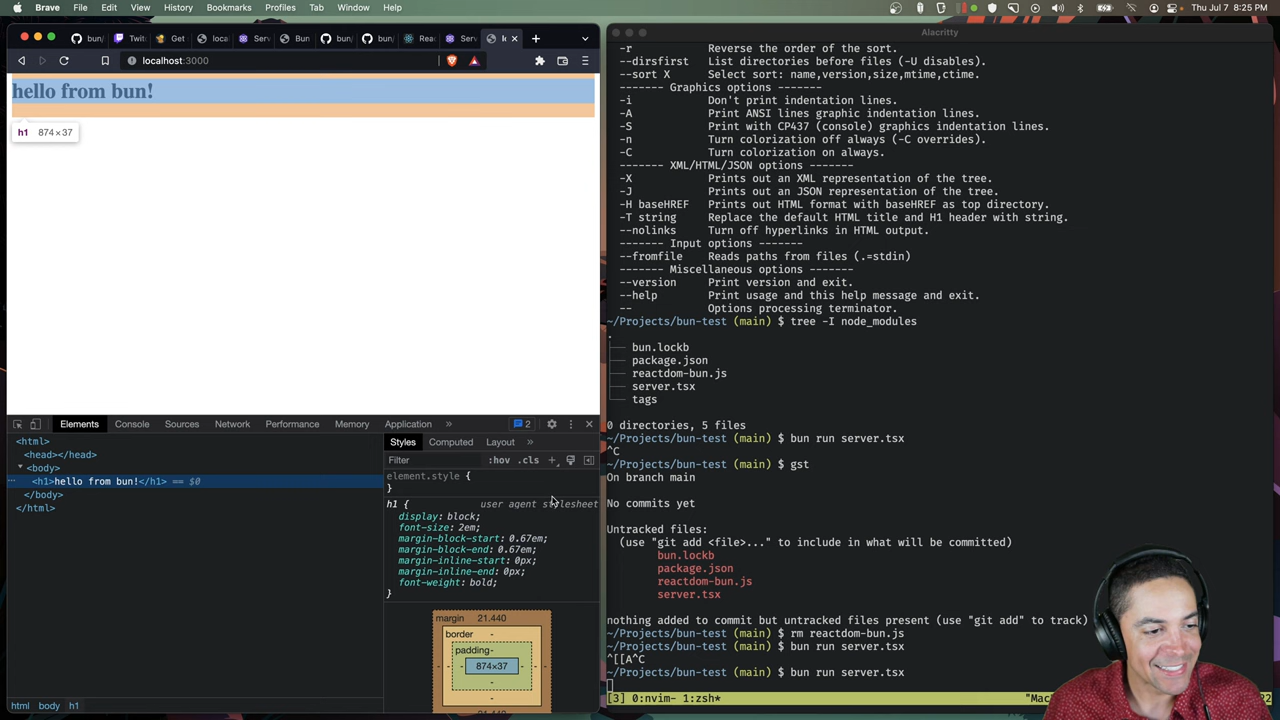 Brave File Edit View History Bookmarks Profiles Tab Window Help
Thu Jul 7 8:25 PM
bun/ Twit Get loca Serv Bun bun/ bun/ Rea Serv lo
localhost:3000
hello from bun!
h1 874×37
Elements Console Sources Network Performance Memory Application » 2
<html>
<head></head>
<body>
<h1>hello from bun!</h1> == $0
</body>
</html>
html body h1
Styles Computed Layout »
Filter :hov .cls
element.style {
}
h1 { user agent stylesheet
display: block;
font-size: 2em;
margin-block-start: 0.67em;
margin-block-end: 0.67em;
margin-inline-start: 0px;
margin-inline-end: 0px;
font-weight: bold;
}
margin 21.440
border -
padding-
- - - 874×37 - - -
-
-
21.440
Alacritty
-r Reverse the order of the sort.
--dirsfirst List directories before files (-U disables).
--sort X Select sort: name,version,size,mtime,ctime.
------- Graphics options -------
-i Don't print indentation lines.
-A Print ANSI lines graphic indentation lines.
-S Print with CP437 (console) graphics indentation lines.
-n Turn colorization off always (-C overrides).
-C Turn colorization on always.
------- XML/HTML/JSON options -------
-X Prints out an XML representation of the tree.
-J Prints out an JSON representation of the tree.
-H baseHREF Prints out HTML format with baseHREF as top directory.
-T string Replace the default HTML title and H1 header with string.
--nolinks Turn off hyperlinks in HTML output.
------- Input options -------
--fromfile Reads paths from files (.=stdin)
------- Miscellaneous options -------
--version Print version and exit.
--help Print usage and this help message and exit.
-- Options processing terminator.
~/Projects/bun-test (main) $ tree -I node_modules
.
bun.lockb
package.json
reactdom-bun.js
server.tsx
tags
0 directories, 5 files
~/Projects/bun-test (main) $ bun run server.tsx
^C
~/Projects/bun-test (main) $ gst
On branch main
No commits yet
Untracked files:
(use "git add <file>..." to include in what will be committed)
bun.lockb
package.json
reactdom-bun.js
server.tsx
nothing added to commit but untracked files present (use "git add" to track)
~/Projects/bun-test (main) $ rm reactdom-bun.js
~/Projects/bun-test (main) $ bun run server.tsx
^[[A^C
~/Projects/bun-test (main) $ bun run server.tsx
[3] 0:nvim- 1:zsh* "Mac